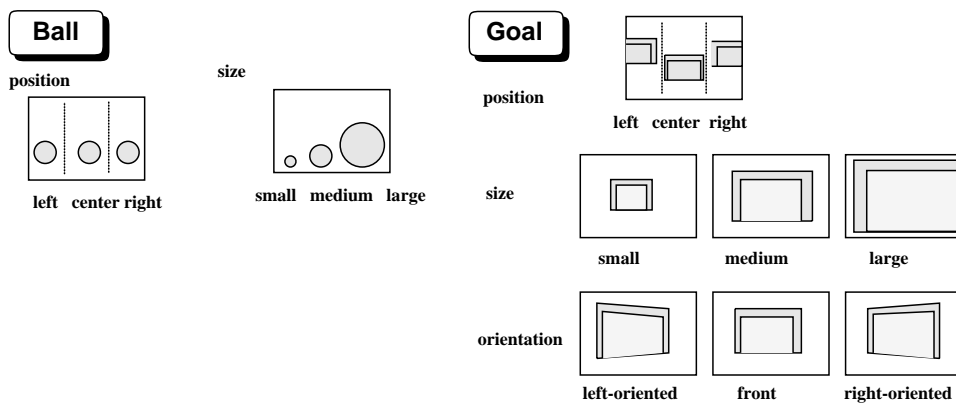 Ball
position
left center right
size
small medium large
Goal
position
left center right
size
small medium large
orientation
left-oriented front right-oriented